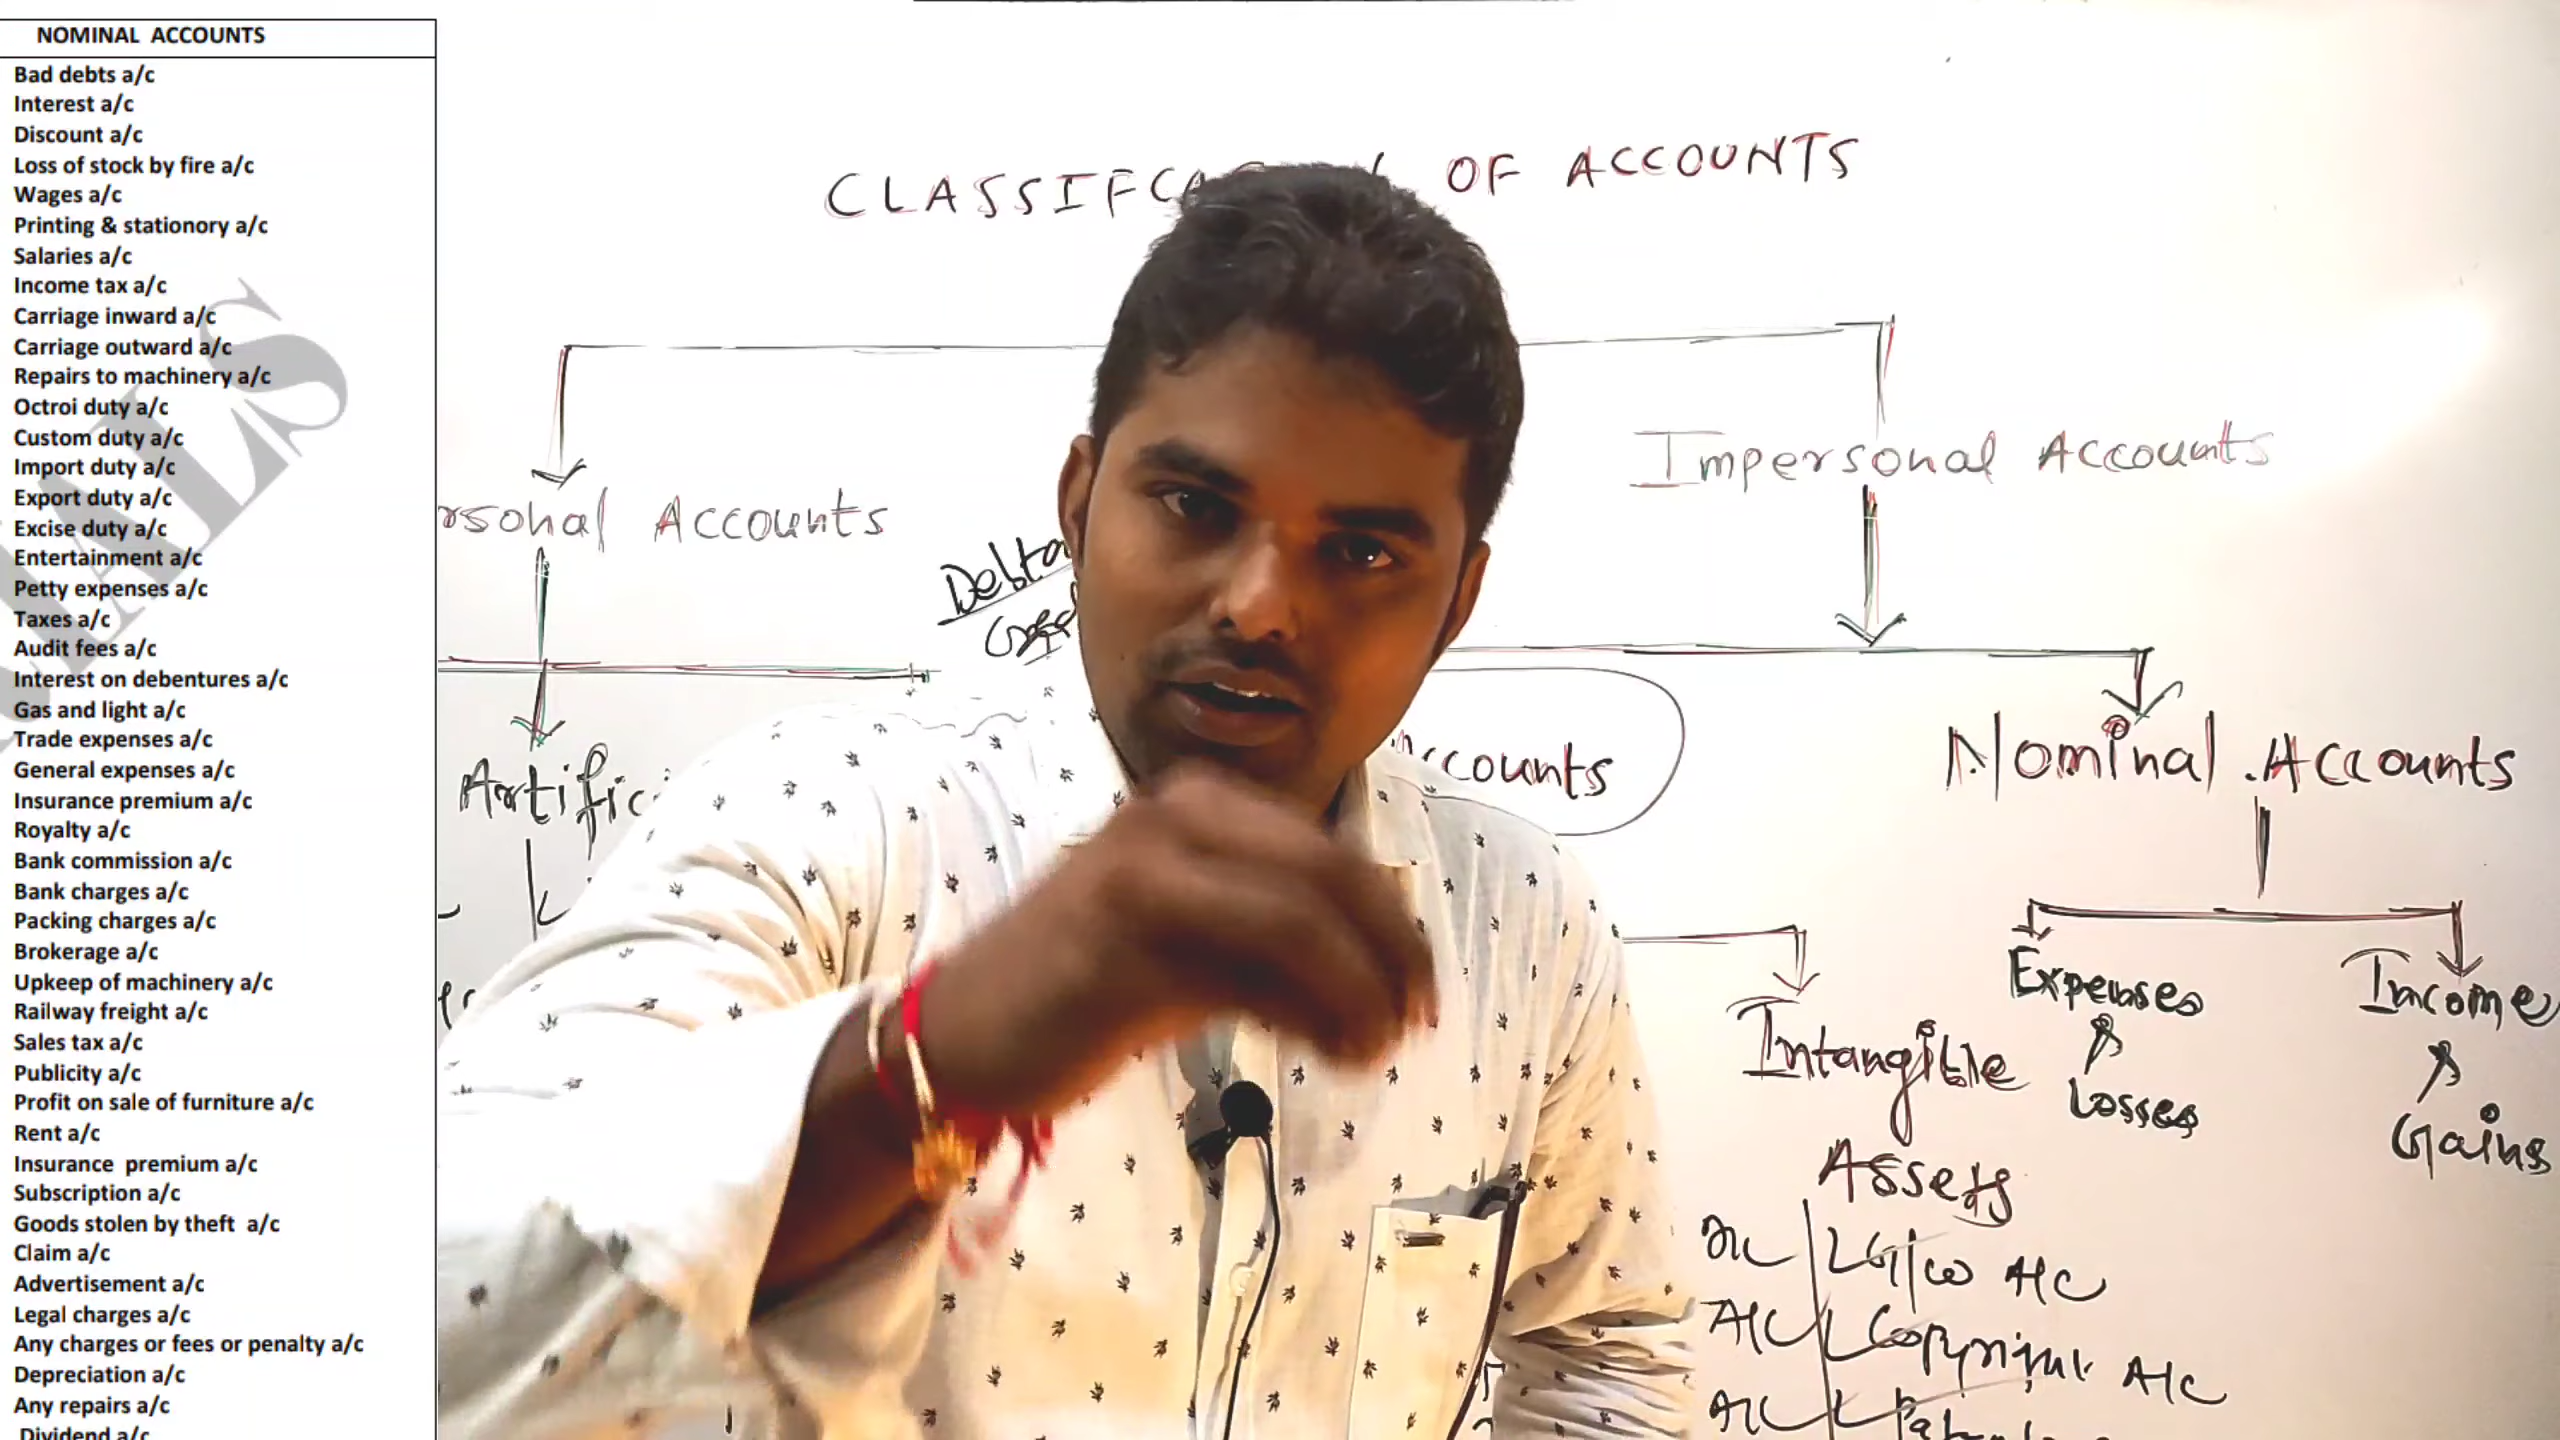 NOMINAL ACCOUNTS
Bad debts a/c
Interest a/c
Discount a/c
Loss of stock by fire a/c
Wages a/c
Printing & stationory a/c
Salaries a/c
Income tax a/c
Carriage inward a/c
Carriage outward a/c
Repairs to machinery a/c
Octroi duty a/c
Custom duty a/c
Import duty a/c
Export duty a/c
Excise duty a/c
Entertainment a/c
Petty expenses a/c
Taxes a/c
Audit fees a/c
Interest on debentures a/c
Gas and light a/c
Trade expenses a/c
General expenses a/c
Insurance premium a/c
Royalty a/c
Bank commission a/c
Bank charges a/c
Packing charges a/c
Brokerage a/c
Upkeep of machinery a/c
Railway freight a/c
Sales tax a/c
Publicity a/c
Profit on sale of furniture a/c
Rent a/c
Insurance premium a/c
Subscription a/c
Goods stolen by theft a/c
Claim a/c
Advertisement a/c
Legal charges a/c
Any charges or fees or penalty a/c
Depreciation a/c
Any repairs a/c
Dividend a/c
OF ACCOUNTS
rsonal Accounts
Impersonal Accounts
Accounts
Nominal Accounts
Expenses
Losses
Income
Gains
Intangible
Assets
A/C
A/C
A/C